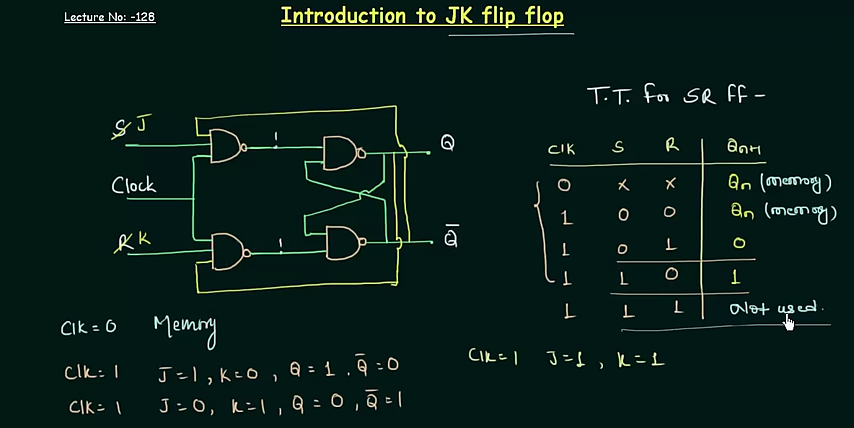 Lecture No: -128
Introduction to JK flip flop
T.T. for SR ff -
S J
Clock
R K
1
1
Q
Q̅
Clk S R Qn+1
0 x x Qn (memory)
1 0 0 Qn (memory)
1 0 1 0
1 1 0 1
1 1 1 Not used.
Clk = 0 Memory
Clk = 1 J = 1, K = 0, Q = 1, Q̅ = 0
Clk = 1 J = 0, K = 1, Q = 0, Q̅ = 1
Clk = 1 J = 1, K = 1